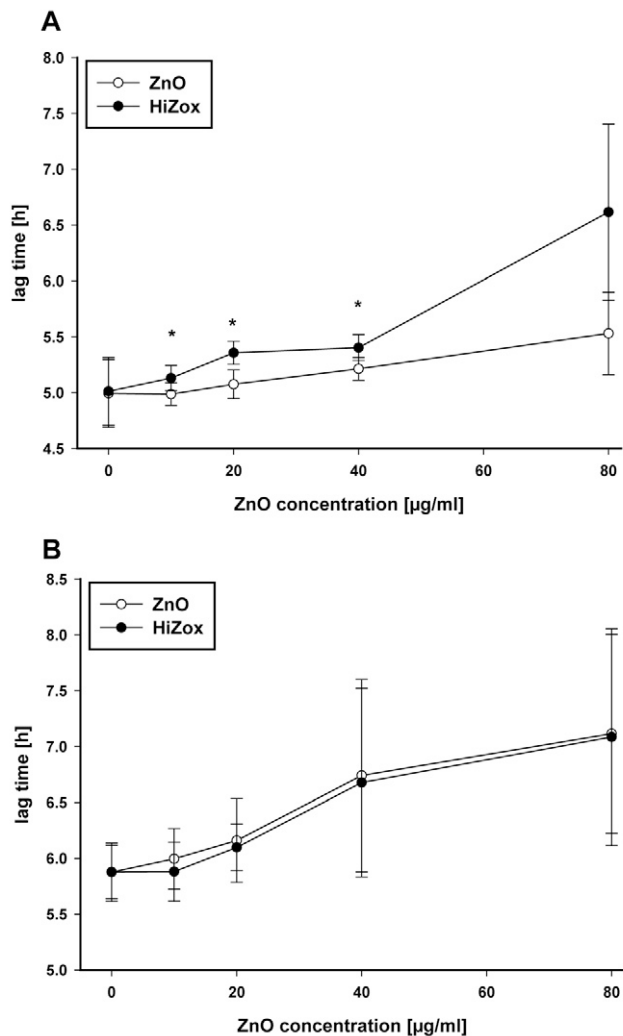 A
8.0
ZnO
HiZox
7.5
7.0
6.5
6.0
5.5
5.0
4.5
lag time [h]
* * *
0 20 40 60 80
ZnO concentration [µg/ml]
B
8.5
ZnO
HiZox
8.0
7.5
7.0
6.5
6.0
5.5
5.0
lag time [h]
0 20 40 60 80
ZnO concentration [µg/ml]